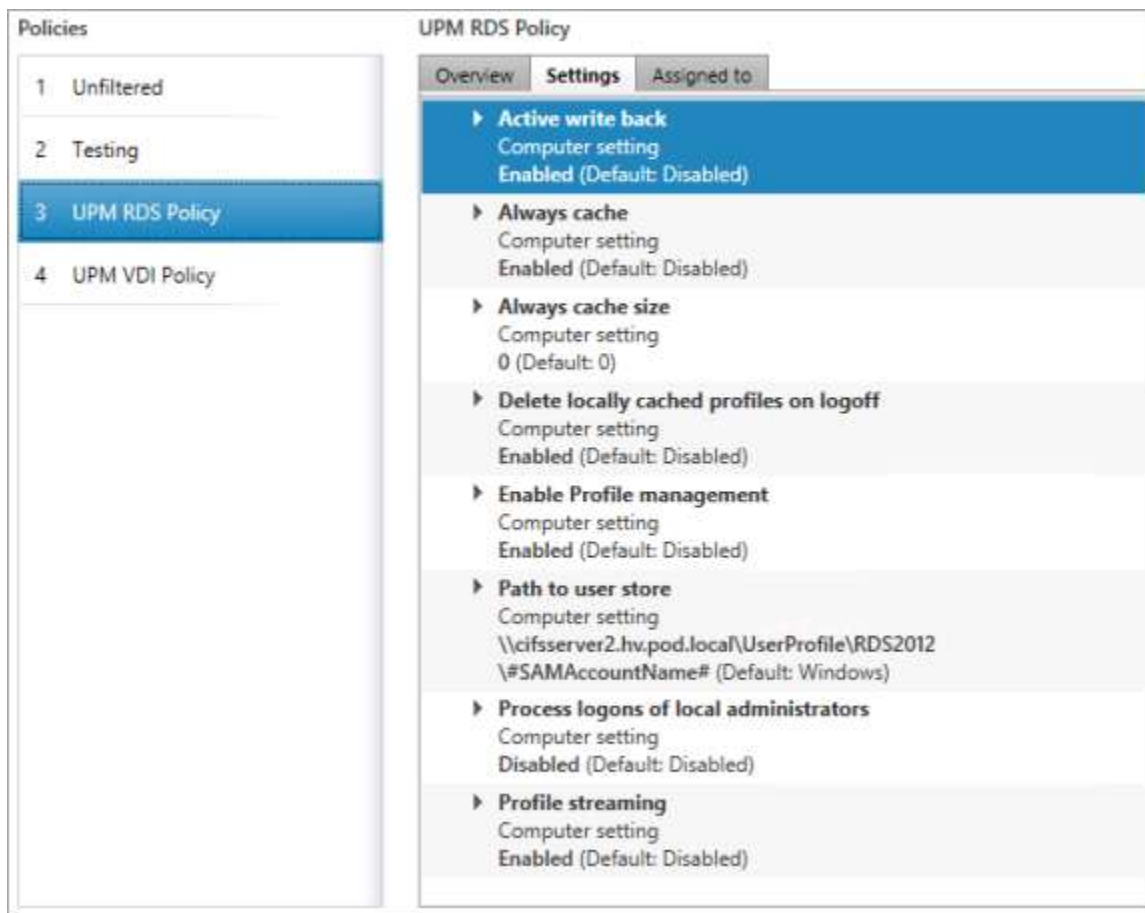 Policies
1 Unfiltered
2 Testing
3 UPM RDS Policy
4 UPM VDI Policy
UPM RDS Policy
Overview Settings Assigned to
Active write back
Computer setting
Enabled (Default: Disabled)
Always cache
Computer setting
Enabled (Default: Disabled)
Always cache size
Computer setting
0 (Default: 0)
Delete locally cached profiles on logoff
Computer setting
Enabled (Default: Disabled)
Enable Profile management
Computer setting
Enabled (Default: Disabled)
Path to user store
Computer setting
\\cifsserver2.hv.pod.local\UserProfile\RDS2012
\#SAMAccountName# (Default: Windows)
Process logons of local administrators
Computer setting
Disabled (Default: Disabled)
Profile streaming
Computer setting
Enabled (Default: Disabled)